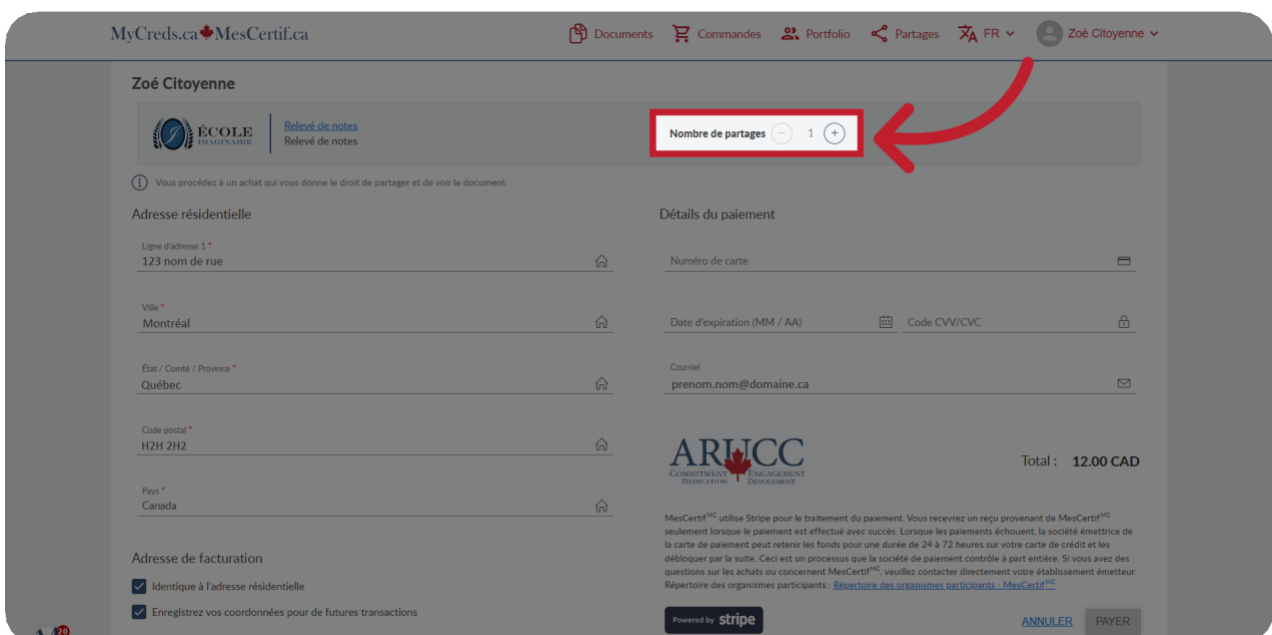 MyCreds.ca MesCertif.ca
Documents
Commandes
Portfolio
Partages
FR
Zoé Citoyenne
Zoé Citoyenne
ÉCOLE
IMAGINAIRE
Relevé de notes
Relevé de notes
Nombre de partages − 1 +
Vous procédez à un achat qui vous donne le droit de partager et de voir le document.
Adresse résidentielle
Ligne d'adresse 1 *
123 nom de rue
Ville *
Montréal
État / Comté / Province *
Québec
Code postal *
H2H 2H2
Pays *
Canada
Adresse de facturation
Identique à l'adresse résidentielle
Enregistrez vos coordonnées pour de futures transactions
20
Détails du paiement
Numéro de carte
Date d'expiration (MM / AA)
Code CVV/CVC
Courriel
prenom.nom@domaine.ca
ARUCC
COMMITMENT ENGAGEMENT
DEDICATION DÉVOUEMENT
Total : 12.00 CAD
MesCertifMC utilise Stripe pour le traitement du paiement. Vous recevrez un reçu provenant de MesCertifMC
seulement lorsque le paiement est effectué avec succès. Lorsque les paiements échouent, la société émettrice de
la carte de paiement peut retenir les fonds pour une durée de 24 à 72 heures sur votre carte de crédit et les
débloquer par la suite. Ceci est un processus que la société de paiement contrôle à part entière. Si vous avez des
questions sur les achats ou concernent MesCertifMC, veuillez contacter directement votre établissement émetteur.
Répertoire des organismes participants : Répertoire des organismes participants - MesCertifMC
Powered by stripe
ANNULER
PAYER